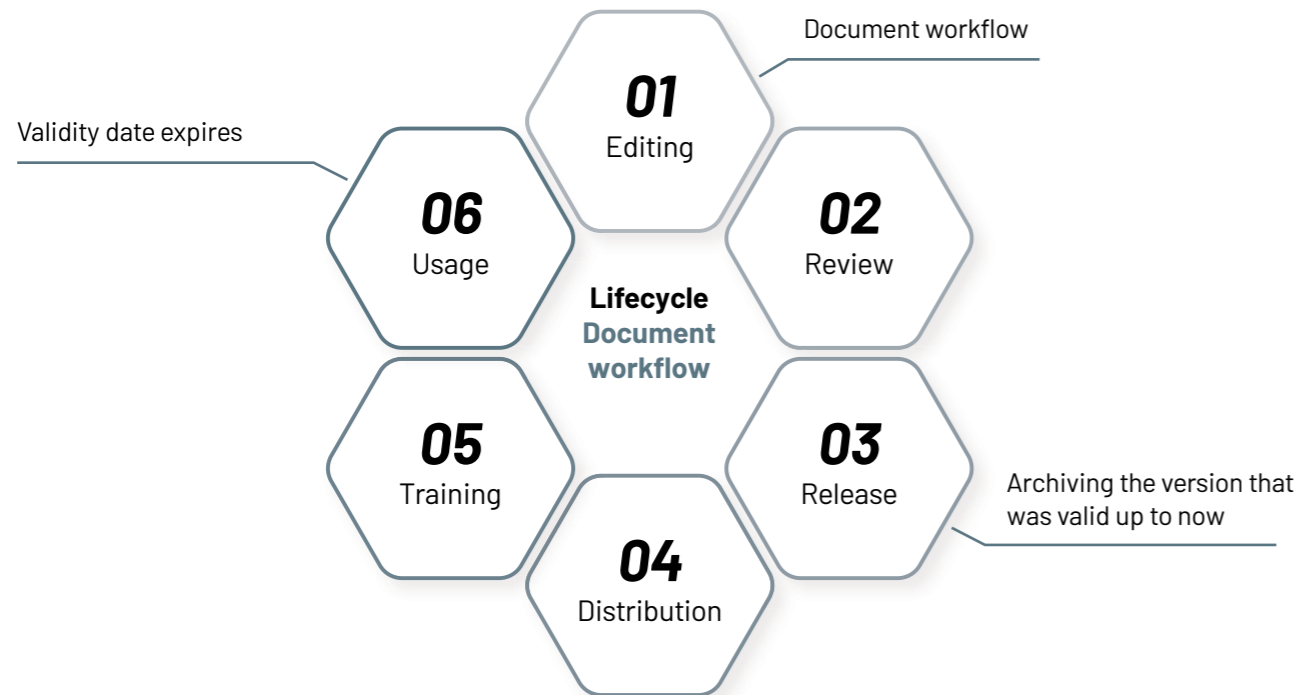 Document workflow
01
Editing
Validity date expires
06
Usage
02
Review
Lifecycle
Document
workflow
05
Training
03
Release
Archiving the version that
was valid up to now
04
Distribution